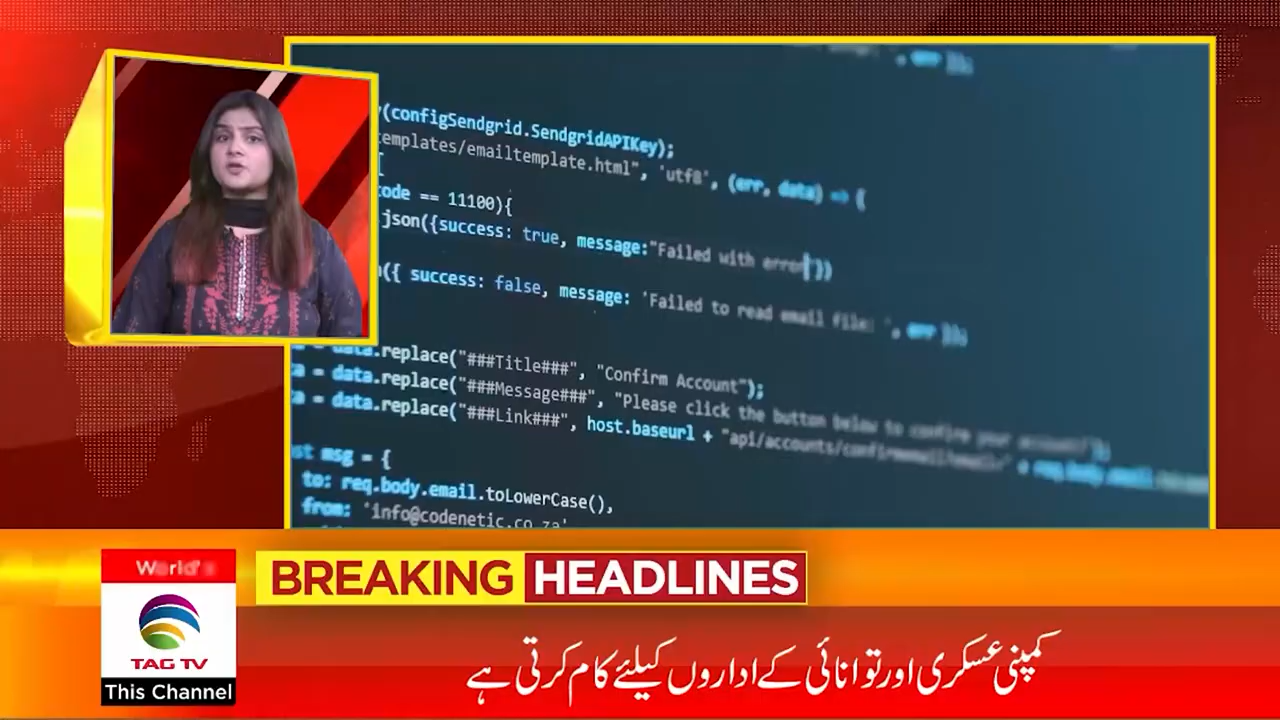 (configSendgrid.SendgridAPIKey);
emailtemplate.html", 'utf8', (err, data) => {
code == 11100){
.json({success: true, message:"Failed with error"})
({ success: false, message: 'Failed to read email file: ', err });
data.replace("###Title###", "Confirm Account");
= data.replace("###Message###", "Please click the button below to confirm your account!");
= data.replace("###Link###", host.baseurl + "api/accounts/
msg = {
to: req.body.email.toLowerCase(),
from: 'info@codenetic.co.za'
World's
TAG TV
This Channel
BREAKING HEADLINES
کمپنی عسکری اور توانائی کے اداروں کیلئے کام کرتی ہے